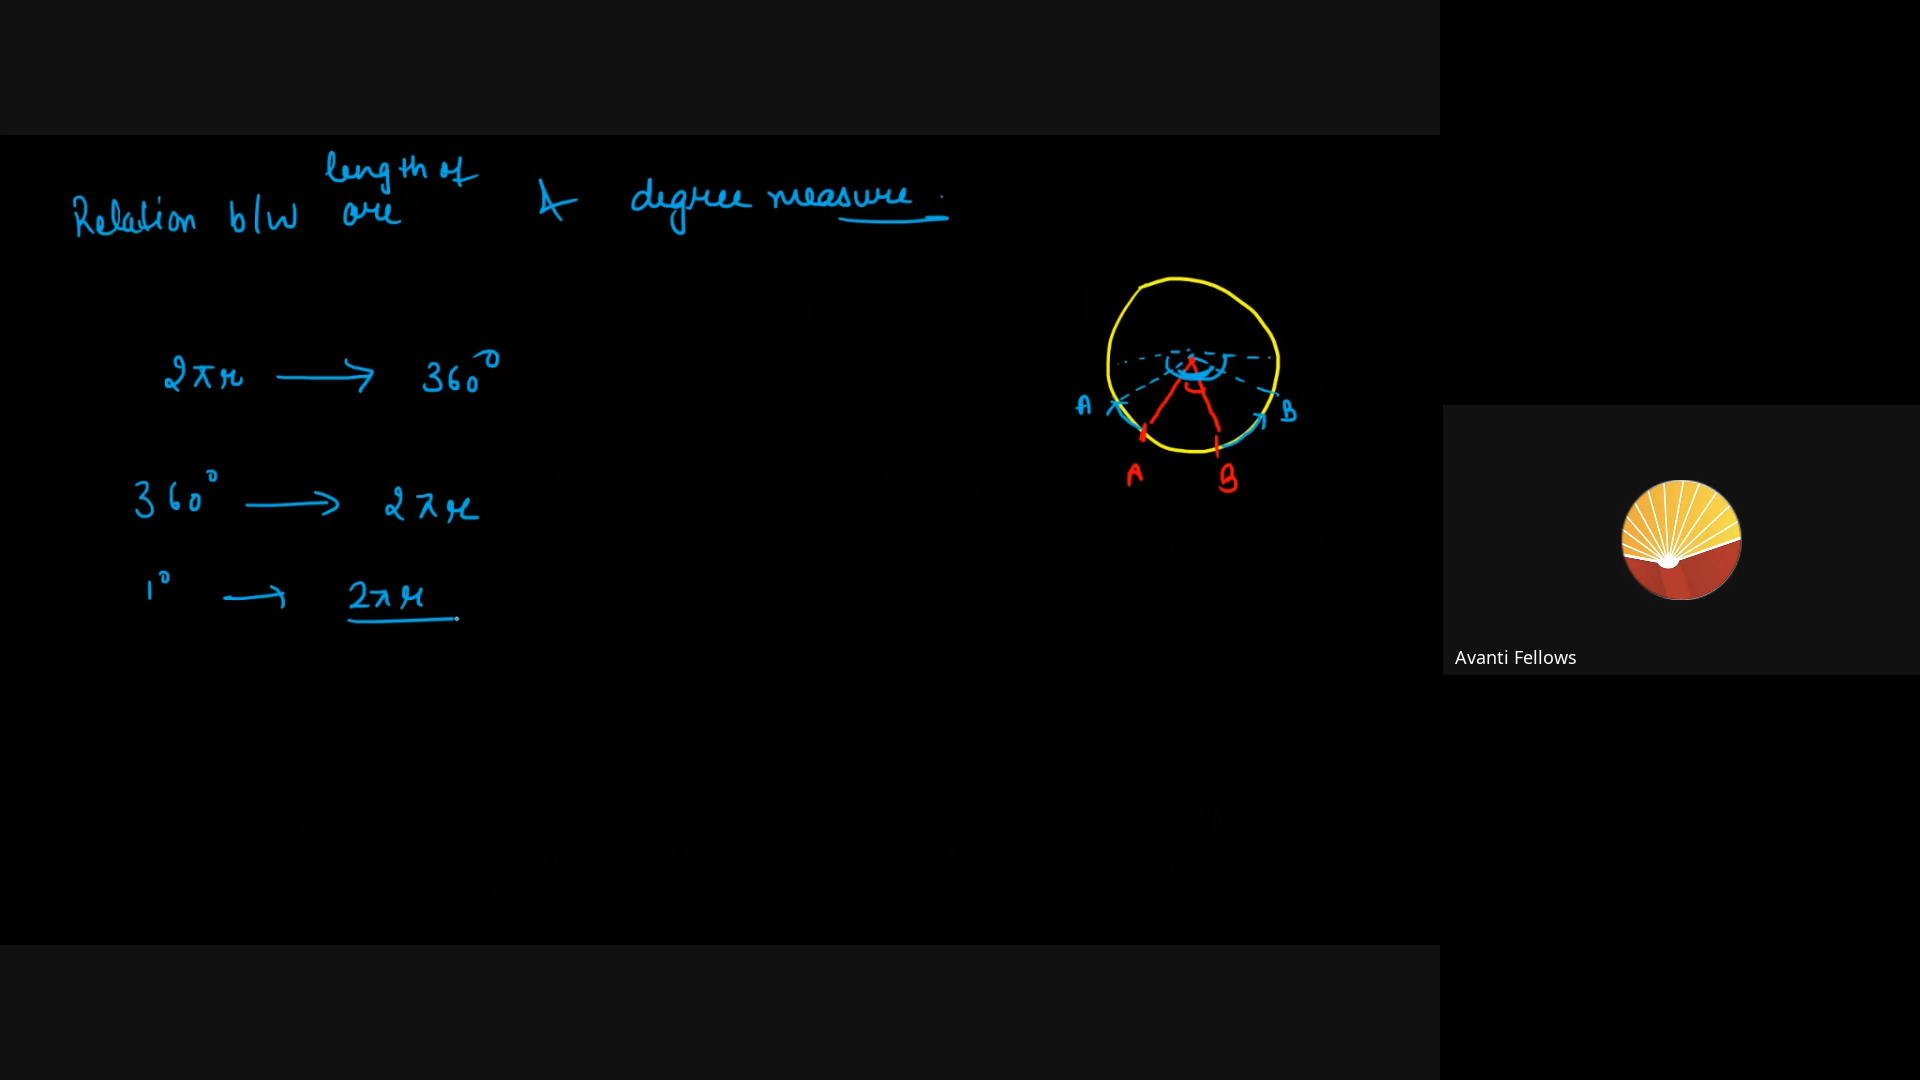 length of
Relation b/w arc & degree measure.
2πr → 360°
360° → 2πr
1° → 2πr
A B
A B
Avanti Fellows